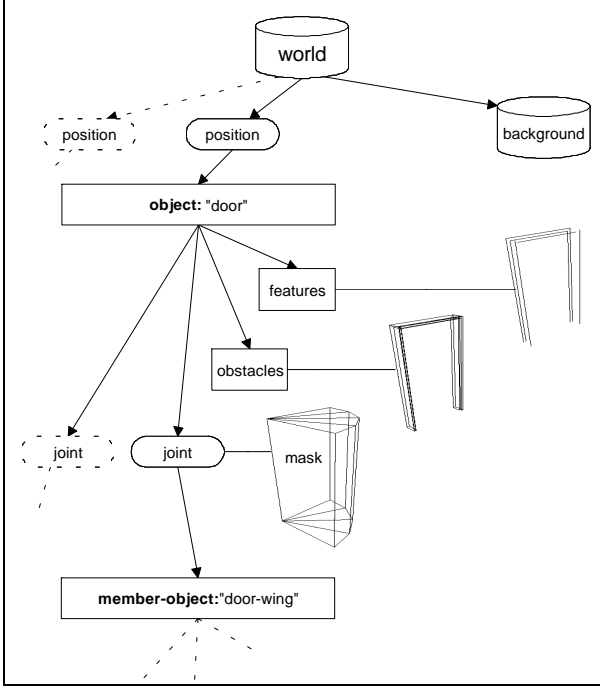 world
position
position
background
object: "door"
features
obstacles
joint
joint
mask
member-object:"door-wing"